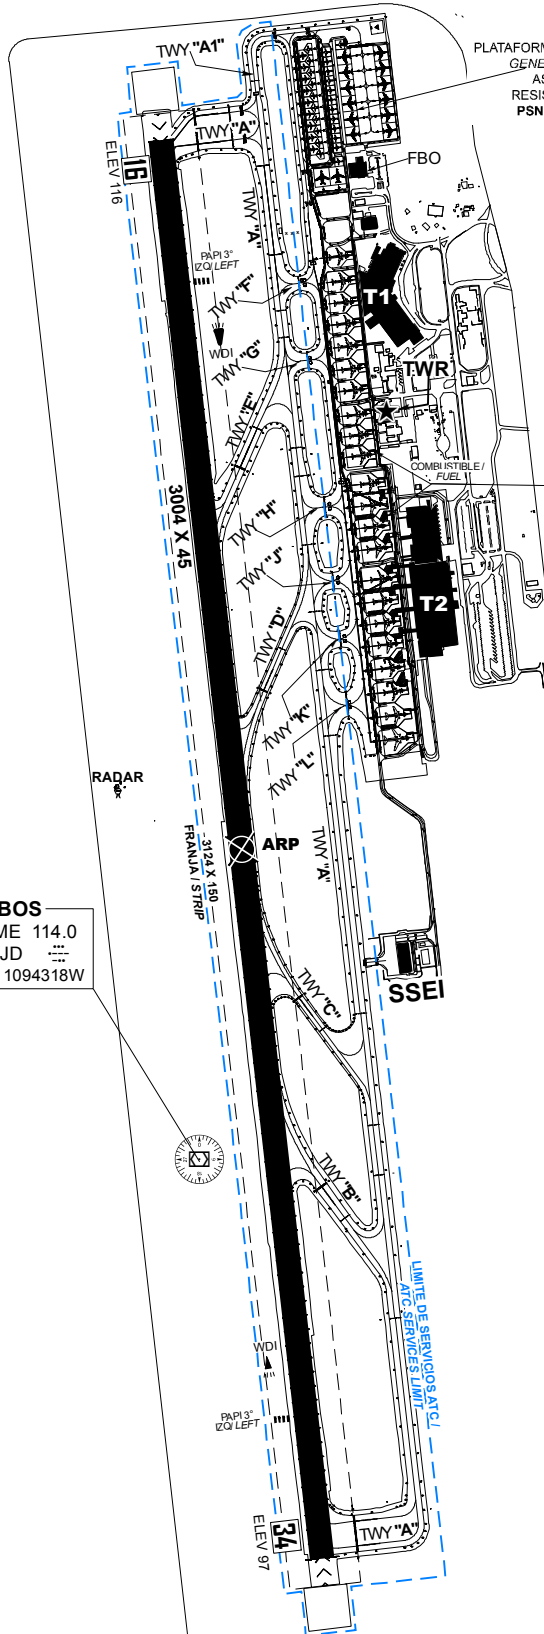 TWY "A1"
PLATAFORM
GENE
AS
RESIS
PSN
TWY "A"
FBO
16
ELEV 116
TWY "A"
PAPI 3°
IZQ/LEFT
TWY "F"
T1
WDI
TWY "G"
TWR
TWY "E"
COMBUSTIBLE /
FUEL
3004 X 45
TWY "H"
TWY "J"
T2
TWY "D"
TWY "K"
TWY "L"
RADAR
ARP
3124 X 150
FRANJA / STRIP
TWY "A"
BOS
ME 114.0
JD
1094318W
SSEI
TWY "C"
TWY "B"
LIMITE DE SERVICIOS ATC /
ATC SERVICES LIMIT
WDI
PAPI 3°
IZQ/LEFT
34
ELEV 97
TWY "A"